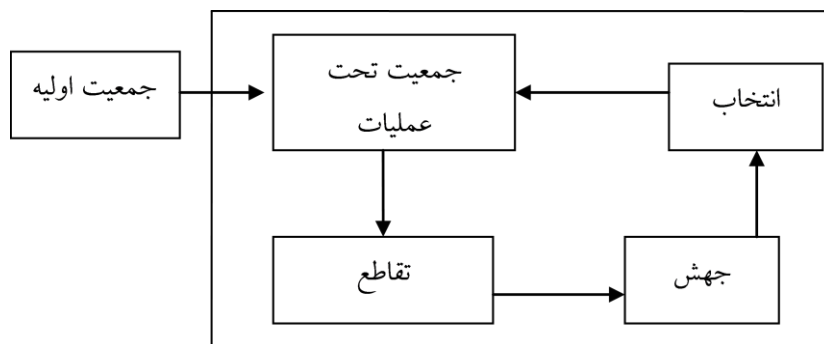 جمعیت اولیه
جمعیت تحت
عملیات
انتخاب
تقاطع
جهش